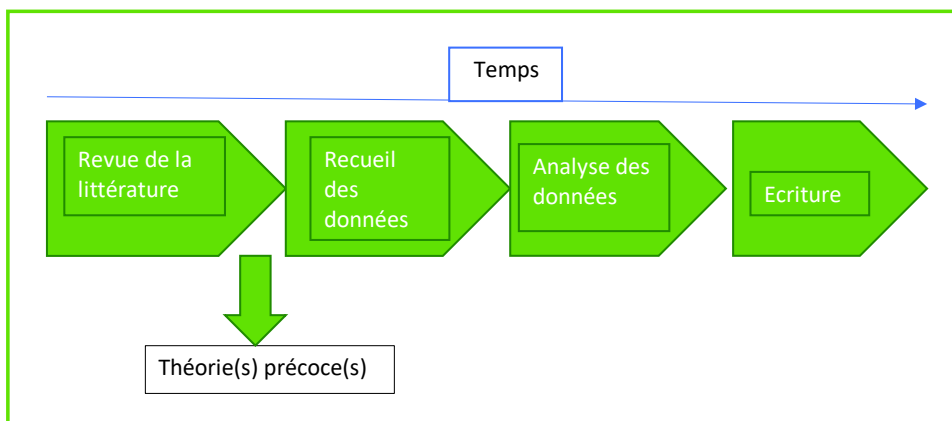 Temps
Revue de la
littérature
Recueil
des
données
Analyse des
données
Ecriture
Théorie(s) précoce(s)